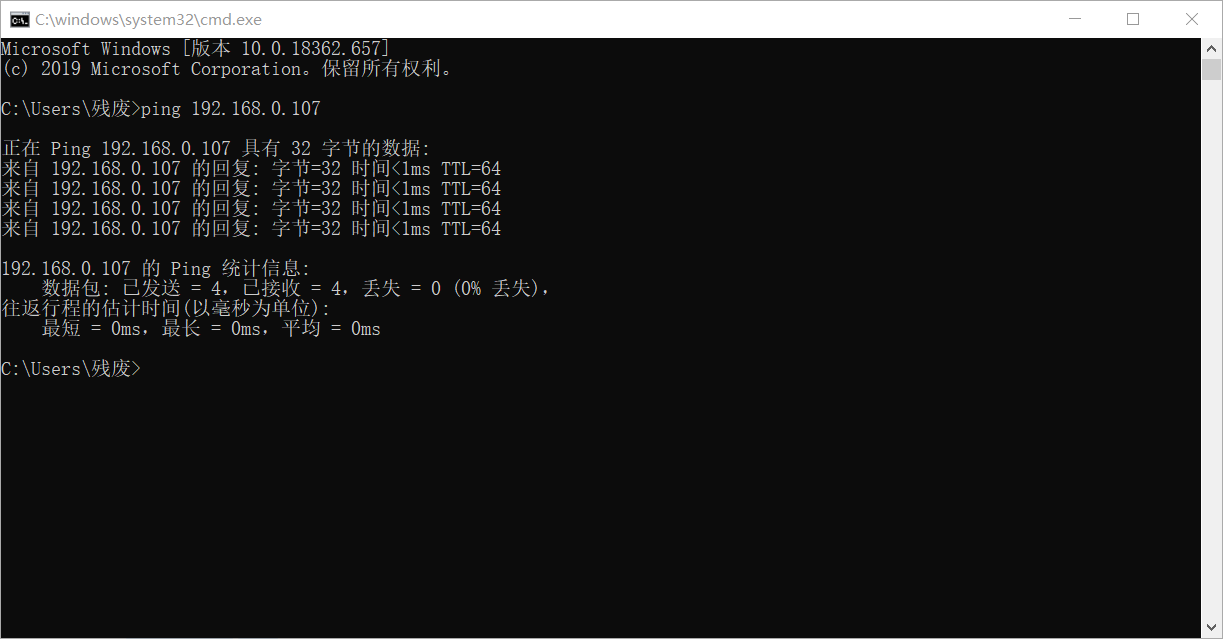 C:\windows\system32\cmd.exe
Microsoft Windows [版本 10.0.18362.657]
(c) 2019 Microsoft Corporation。保留所有权利。
C:\Users\残废>ping 192.168.0.107
正在 Ping 192.168.0.107 具有 32 字节的数据:
来自 192.168.0.107 的回复: 字节=32 时间<1ms TTL=64
来自 192.168.0.107 的回复: 字节=32 时间<1ms TTL=64
来自 192.168.0.107 的回复: 字节=32 时间<1ms TTL=64
来自 192.168.0.107 的回复: 字节=32 时间<1ms TTL=64
192.168.0.107 的 Ping 统计信息:
数据包: 已发送 = 4，已接收 = 4，丢失 = 0 (0% 丢失)，
往返行程的估计时间(以毫秒为单位):
最短 = 0ms，最长 = 0ms，平均 = 0ms
C:\Users\残废>